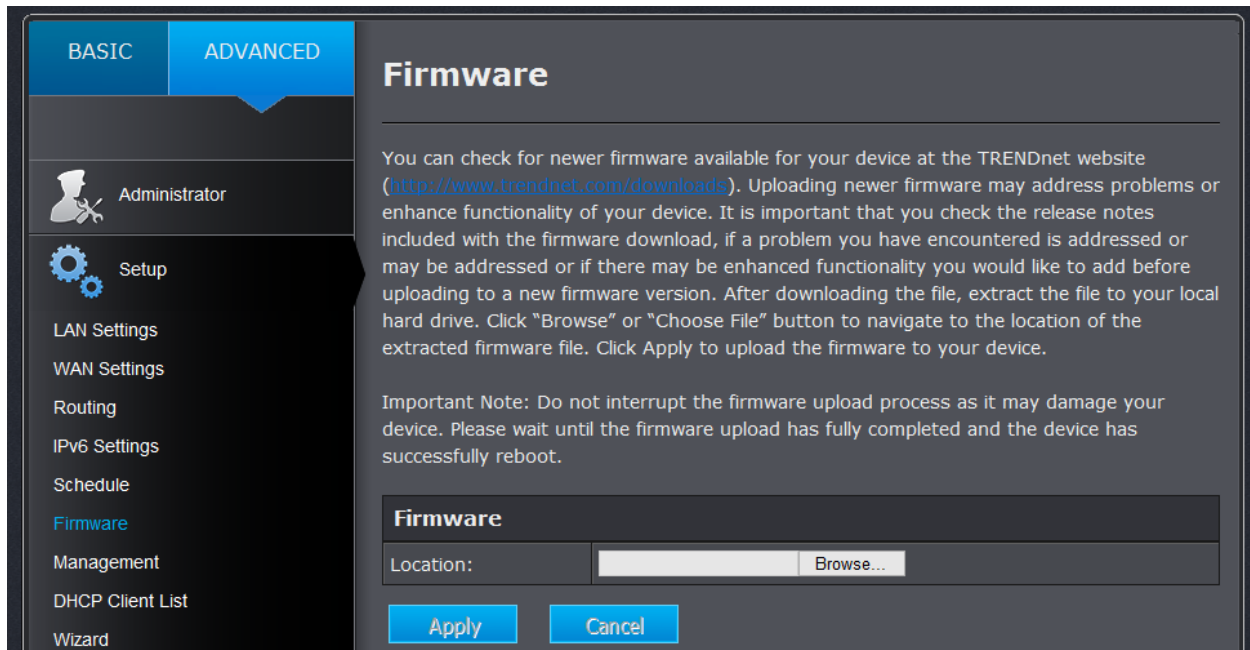 BASIC
ADVANCED
Administrator
Setup
LAN Settings
WAN Settings
Routing
IPv6 Settings
Schedule
Firmware
Management
DHCP Client List
Wizard
Firmware
You can check for newer firmware available for your device at the TRENDnet website
(http://www.trendnet.com/downloads). Uploading newer firmware may address problems or
enhance functionality of your device. It is important that you check the release notes
included with the firmware download, if a problem you have encountered is addressed or
may be addressed or if there may be enhanced functionality you would like to add before
uploading to a new firmware version. After downloading the file, extract the file to your local
hard drive. Click “Browse” or “Choose File” button to navigate to the location of the
extracted firmware file. Click Apply to upload the firmware to your device.
Important Note: Do not interrupt the firmware upload process as it may damage your
device. Please wait until the firmware upload has fully completed and the device has
successfully reboot.
Firmware
Location:
Browse...
Apply
Cancel